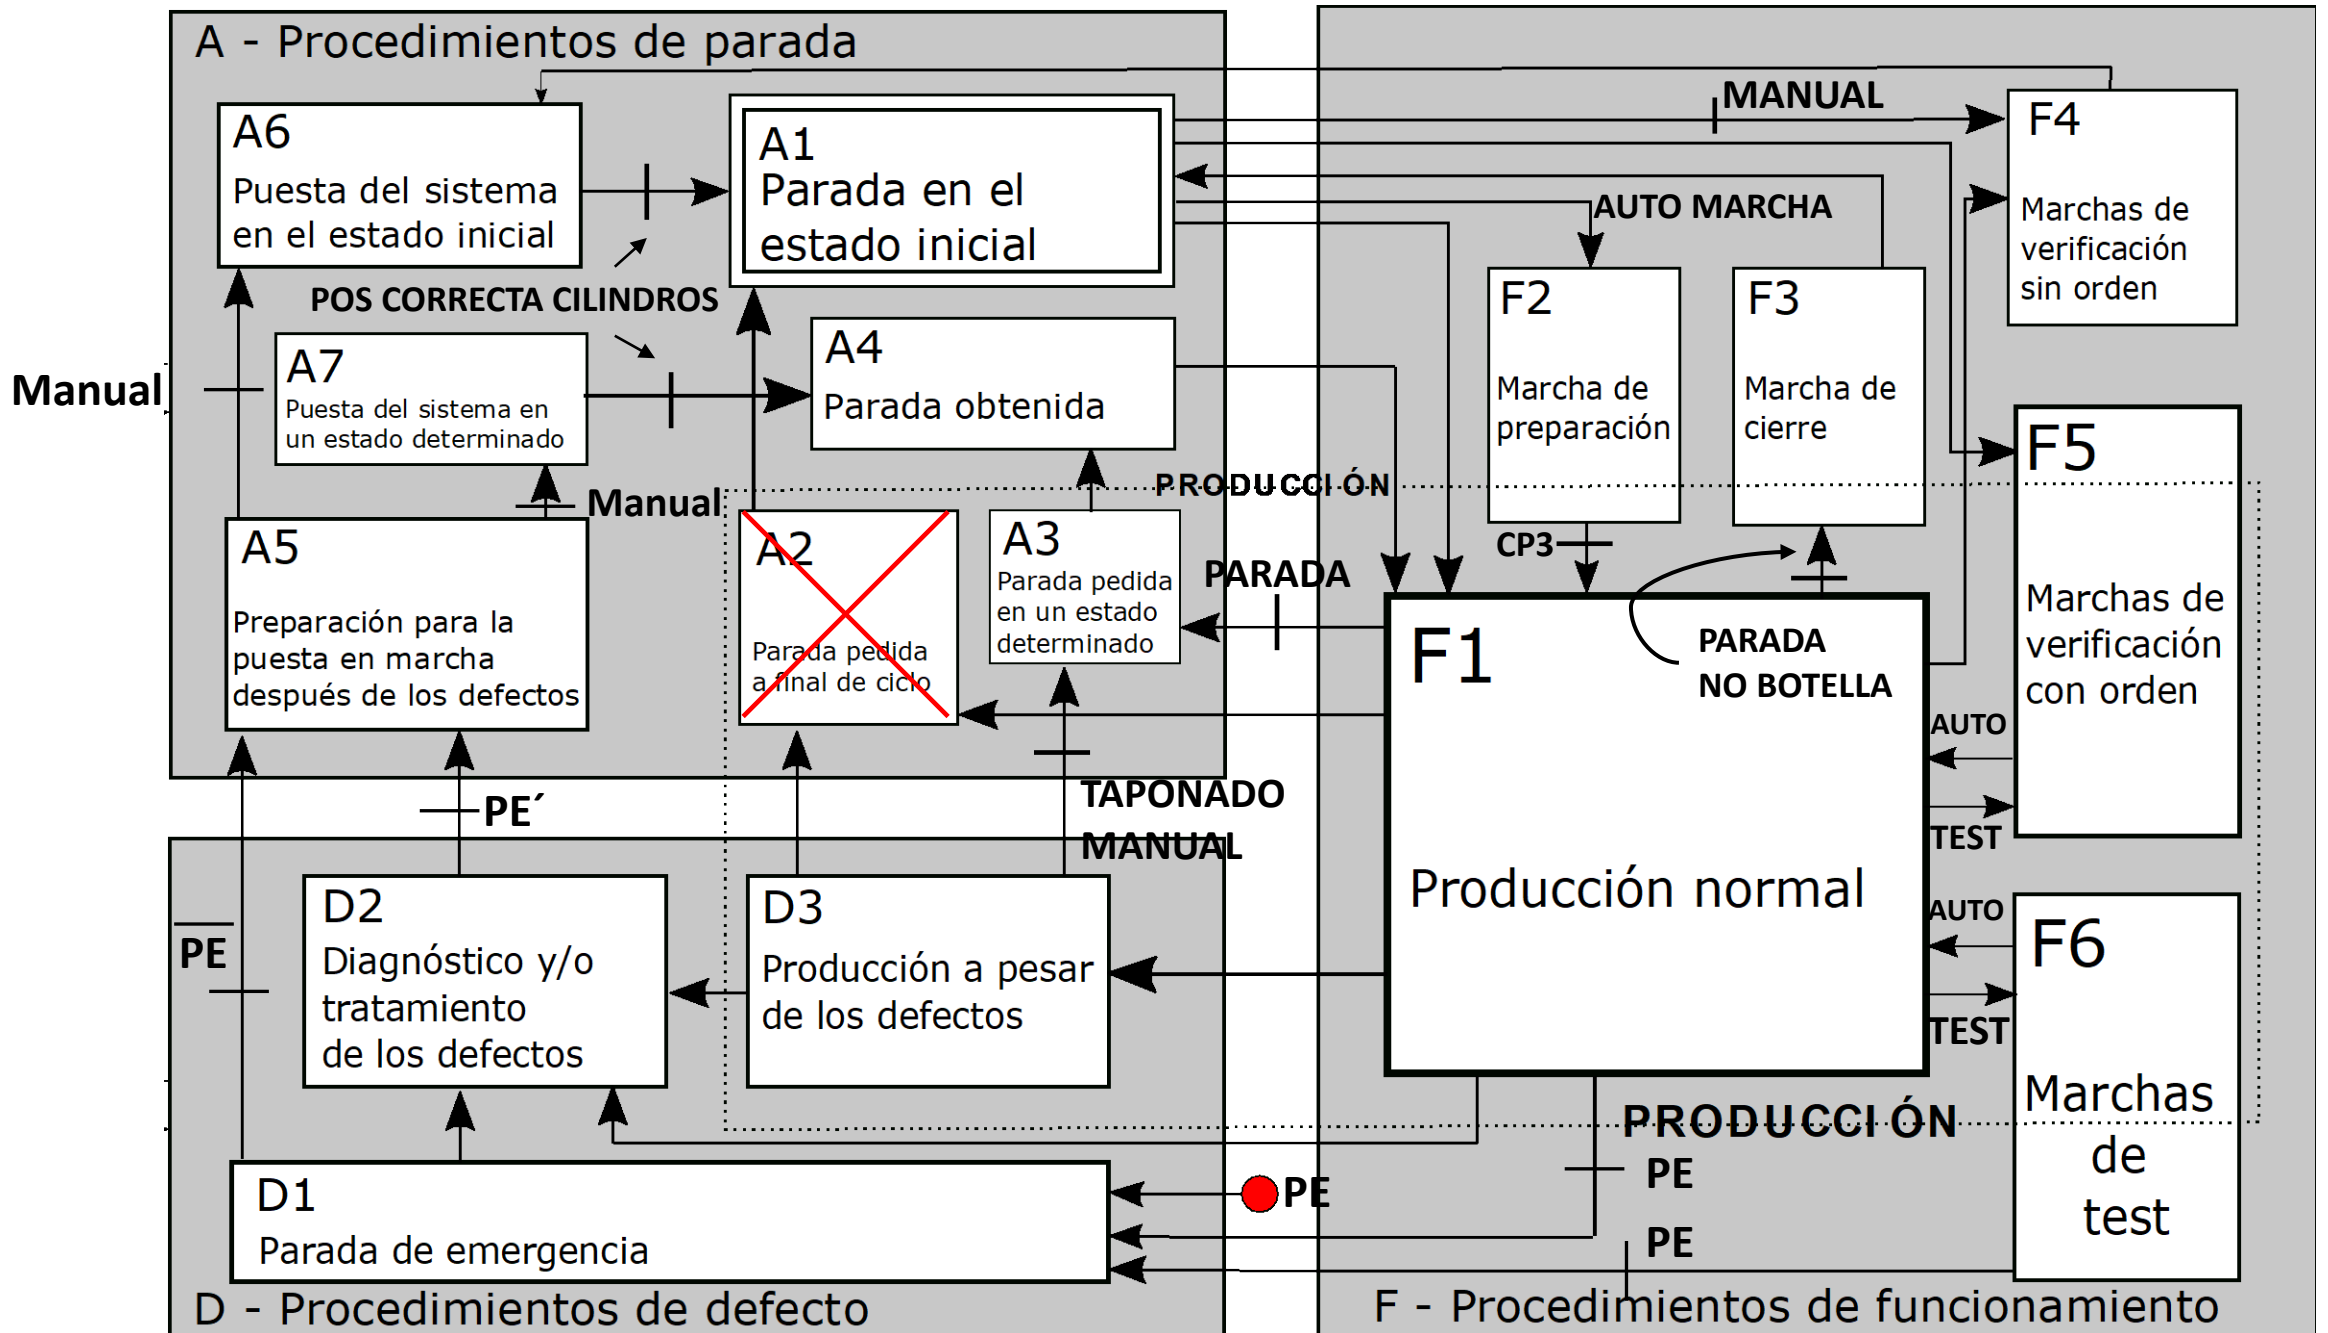 A - Procedimientos de parada
A6
Puesta del sistema
en el estado inicial
A1
Parada en el
estado inicial
MANUAL
F4
Marchas de
verificación
sin orden
AUTO MARCHA
POS CORRECTA CILINDROS
F2
Marcha de
preparación
F3
Marcha de
cierre
Manual
A7
Puesta del sistema en
un estado determinado
A4
Parada obtenida
F5
Marchas de
verificación
con orden
Manual
PRODUCCIÓN
A5
Preparación para la
puesta en marcha
después de los defectos
A2
Parada pedida
a final de ciclo
A3
Parada pedida
en un estado
determinado
PARADA
CP3
F1
Producción normal
PARADA
NO BOTELLA
AUTO
TEST
PE´
TAPONADO
MANUAL
PE
D2
Diagnóstico y/o
tratamiento
de los defectos
D3
Producción a pesar
de los defectos
AUTO
TEST
F6
Marchas
de
test
PRODUCCIÓN
PE
PE
PE
D1
Parada de emergencia
D - Procedimientos de defecto
F - Procedimientos de funcionamiento